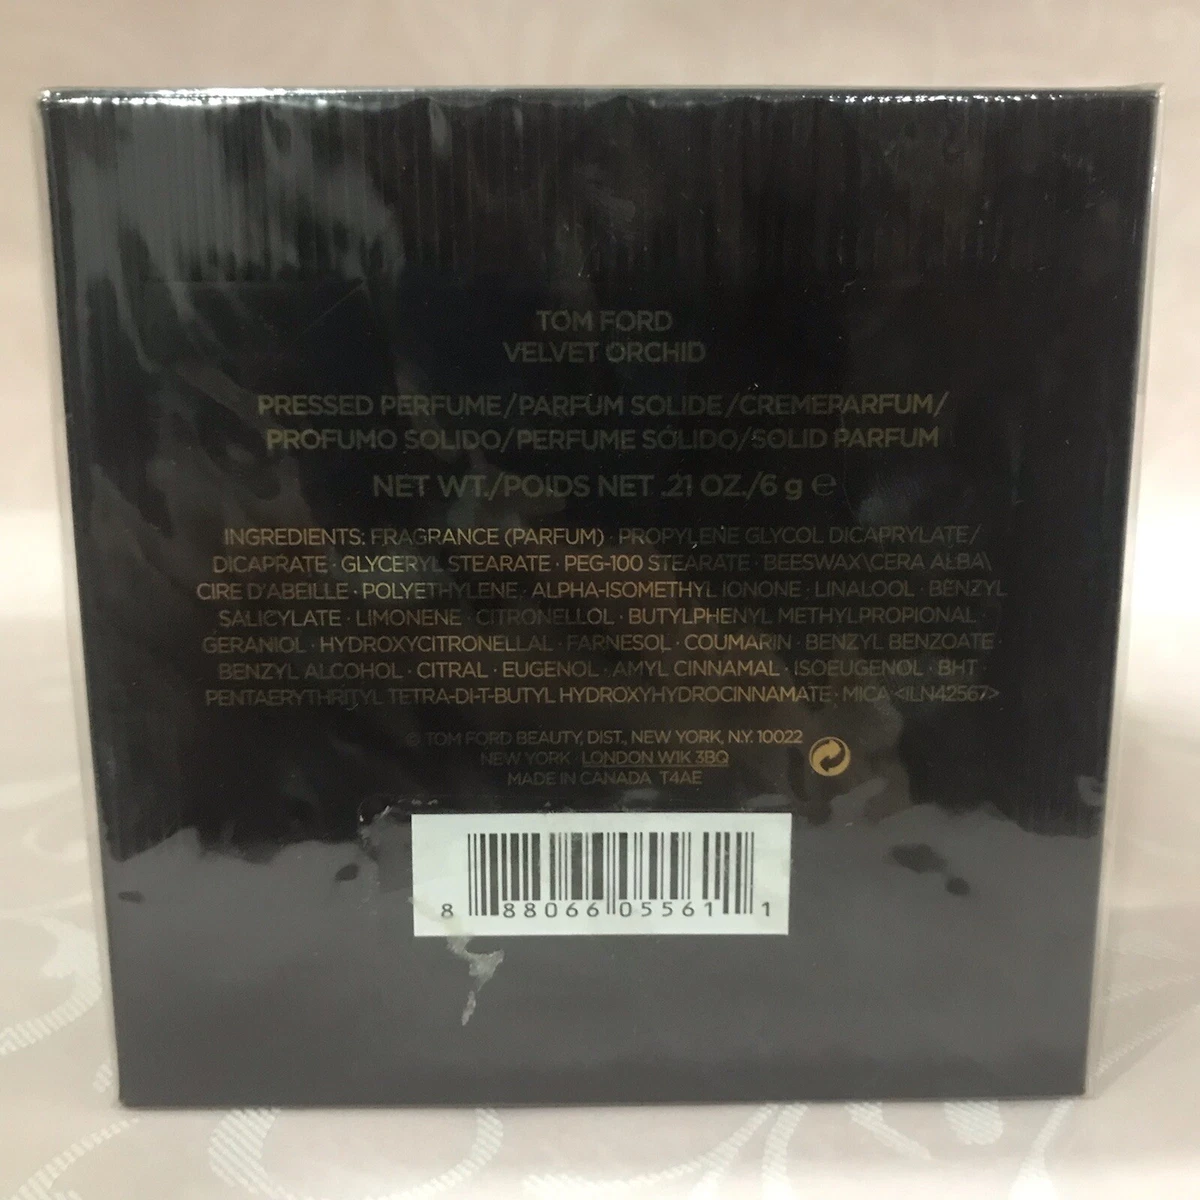 TOM FORD
VELVET ORCHID
PRESSED PERFUME/PARFUM SOLIDE/CREMEPARFUM/
PROFUMO SOLIDO/PERFUME SÓLIDO/SOLID PARFUM
NET WT./POIDS NET .21 OZ./6 g ℮
INGREDIENTS: FRAGRANCE (PARFUM) · PROPYLENE GLYCOL DICAPRYLATE/
DICAPRATE · GLYCERYL STEARATE · PEG-100 STEARATE · BEESWAX\CERA ALBA\
CIRE D'ABEILLE · POLYETHYLENE · ALPHA-ISOMETHYL IONONE · LINALOOL · BENZYL
SALICYLATE · LIMONENE · CITRONELLOL · BUTYLPHENYL METHYLPROPIONAL ·
GERANIOL · HYDROXYCITRONELLAL · FARNESOL · COUMARIN · BENZYL BENZOATE ·
BENZYL ALCOHOL · CITRAL · EUGENOL · AMYL CINNAMAL · ISOEUGENOL · BHT ·
PENTAERYTHRITYL TETRA-DI-T-BUTYL HYDROXYHYDROCINNAMATE · MICA <ILN42567>
© TOM FORD BEAUTY, DIST., NEW YORK, N.Y. 10022
NEW YORK · LONDON W1K 3BQ
MADE IN CANADA T4AE
8 88066 05561 1